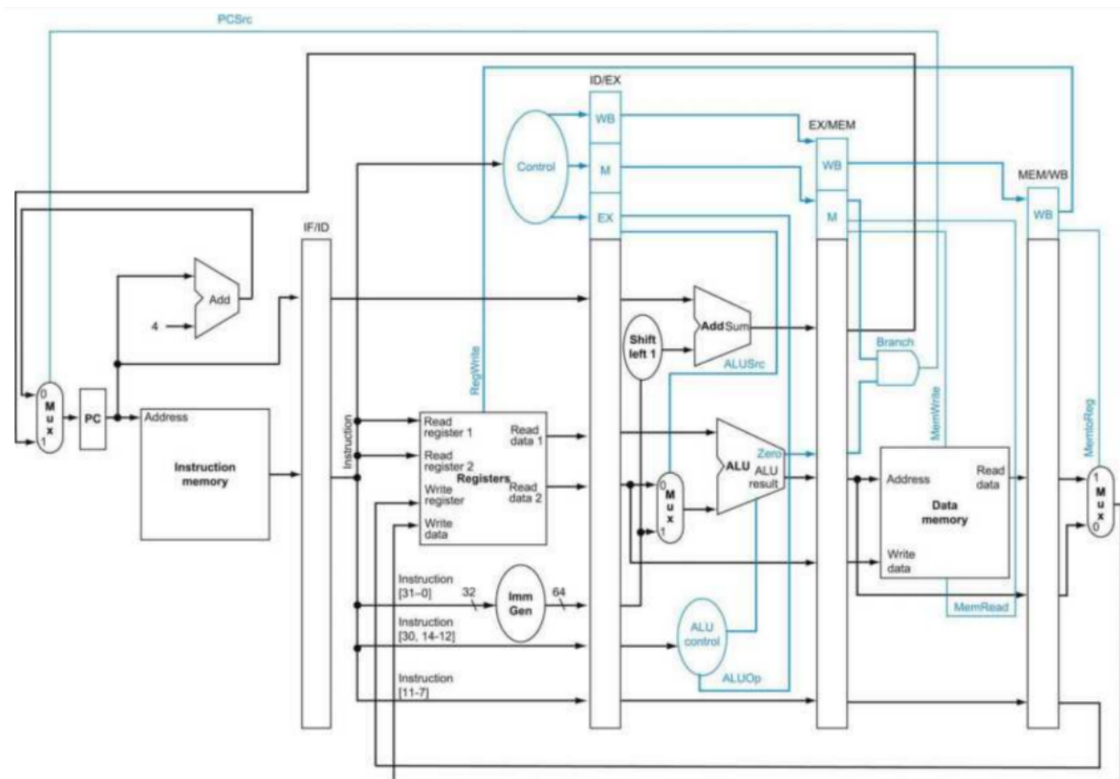 PCSrc
ID/EX
WB
EX/MEM
Control
M
WB
MEM/WB
EX
M
WB
IF/ID
Add
4
Add Sum
Shift
left 1
Branch
ALUSrc
RegWrite
MemWrite
MemtoReg
0
M
u
x
1
PC
Address
Instruction
memory
Instruction
Read
register 1
Read
data 1
Read
register 2
Registers
Read
data 2
Write
register
Write
data
0
M
u
x
1
ALU
Zero
ALU
result
Address
Read
data
Data
memory
Write
data
1
M
u
x
0
Instruction
[31–0]
32
Imm
Gen
64
MemRead
Instruction
[30, 14-12]
ALU
control
ALUOp
Instruction
[11-7]